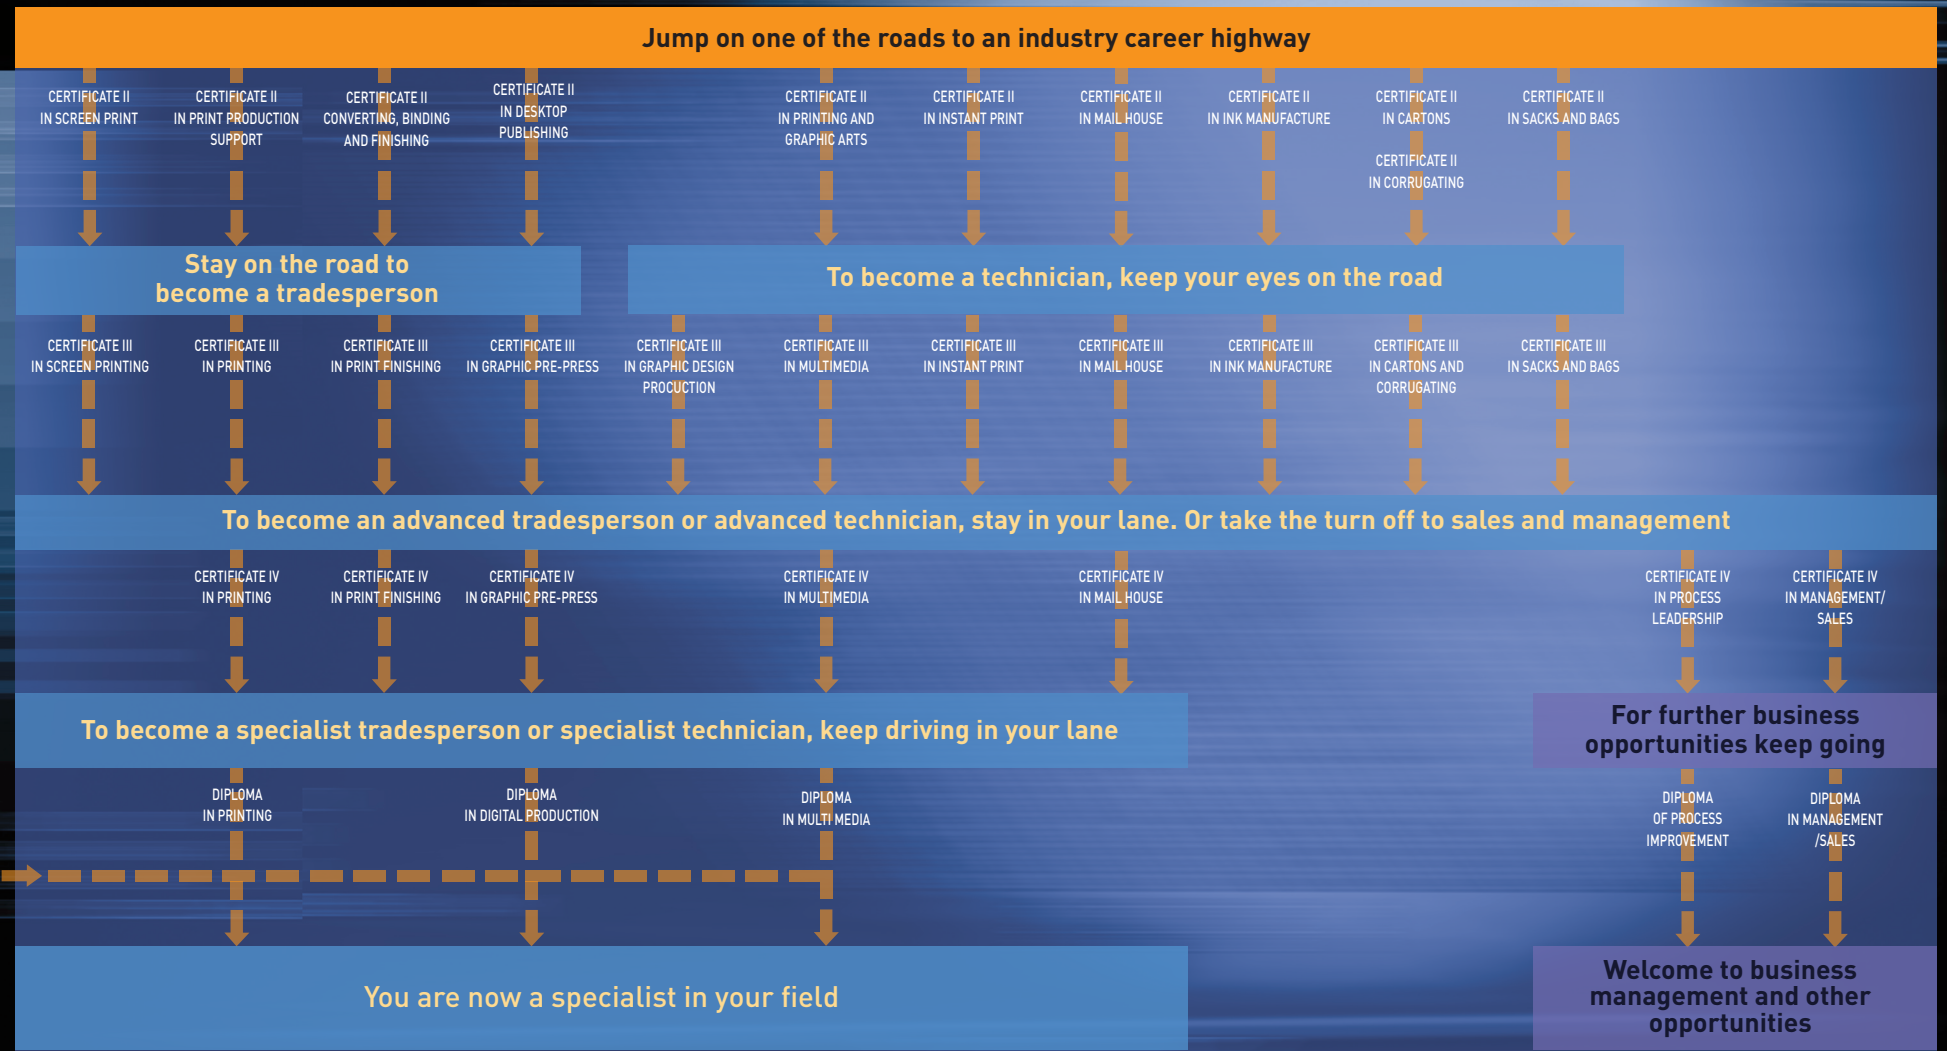 Jump on one of the roads to an industry career highway
CERTIFICATE II
IN SCREEN PRINT
CERTIFICATE II
IN PRINT PRODUCTION
SUPPORT
CERTIFICATE II
CONVERTING, BINDING
AND FINISHING
CERTIFICATE II
IN DESKTOP
PUBLISHING
CERTIFICATE II
IN PRINTING AND
GRAPHIC ARTS
CERTIFICATE II
IN INSTANT PRINT
CERTIFICATE II
IN MAIL HOUSE
CERTIFICATE II
IN INK MANUFACTURE
CERTIFICATE II
IN CARTONS
CERTIFICATE II
IN CORRUGATING
CERTIFICATE II
IN SACKS AND BAGS
Stay on the road to
become a tradesperson
To become a technician, keep your eyes on the road
CERTIFICATE III
IN SCREEN PRINTING
CERTIFICATE III
IN PRINTING
CERTIFICATE III
IN PRINT FINISHING
CERTIFICATE III
IN GRAPHIC PRE-PRESS
CERTIFICATE III
IN GRAPHIC DESIGN
PROCUCTION
CERTIFICATE III
IN MULTIMEDIA
CERTIFICATE III
IN INSTANT PRINT
CERTIFICATE III
IN MAIL HOUSE
CERTIFICATE III
IN INK MANUFACTURE
CERTIFICATE III
IN CARTONS AND
CORRUGATING
CERTIFICATE III
IN SACKS AND BAGS
To become an advanced tradesperson or advanced technician, stay in your lane. Or take the turn off to sales and management
CERTIFICATE IV
IN PRINTING
CERTIFICATE IV
IN PRINT FINISHING
CERTIFICATE IV
IN GRAPHIC PRE-PRESS
CERTIFICATE IV
IN MULTIMEDIA
CERTIFICATE IV
IN MAIL HOUSE
CERTIFICATE IV
IN PROCESS
LEADERSHIP
CERTIFICATE IV
IN MANAGEMENT/
SALES
To become a specialist tradesperson or specialist technician, keep driving in your lane
For further business
opportunities keep going
DIPLOMA
IN PRINTING
DIPLOMA
IN DIGITAL PRODUCTION
DIPLOMA
IN MULTI MEDIA
DIPLOMA
OF PROCESS
IMPROVEMENT
DIPLOMA
IN MANAGEMENT
/SALES
You are now a specialist in your field
Welcome to business
management and other
opportunities